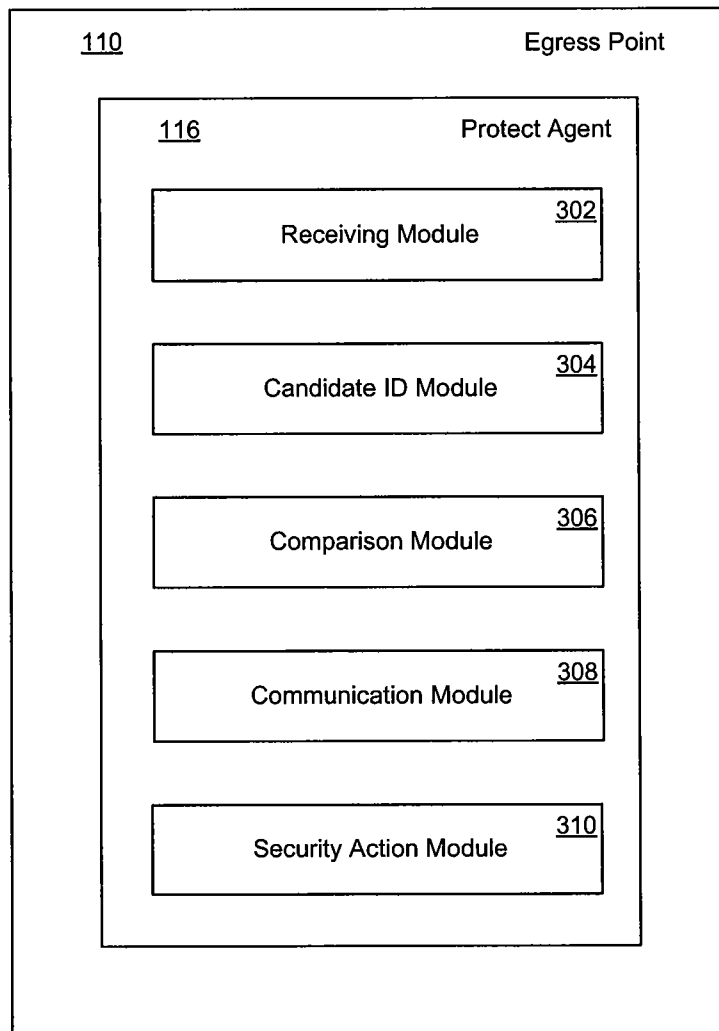 110 Egress Point
116 Protect Agent
302
Receiving Module
304
Candidate ID Module
306
Comparison Module
308
Communication Module
310
Security Action Module